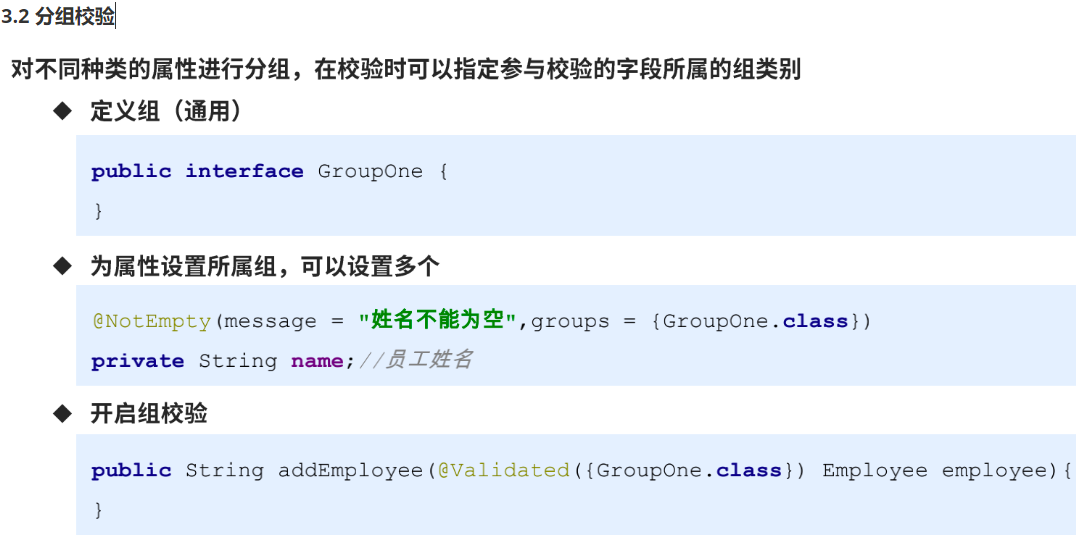 3.2 分组校验
对不同种类的属性进行分组，在校验时可以指定参与校验的字段所属的组类别
◆ 定义组（通用）
public interface GroupOne {
}
◆ 为属性设置所属组，可以设置多个
@NotEmpty(message = "姓名不能为空",groups = {GroupOne.class})
private String name;//员工姓名
◆ 开启组校验
public String addEmployee(@Validated({GroupOne.class}) Employee employee){
}